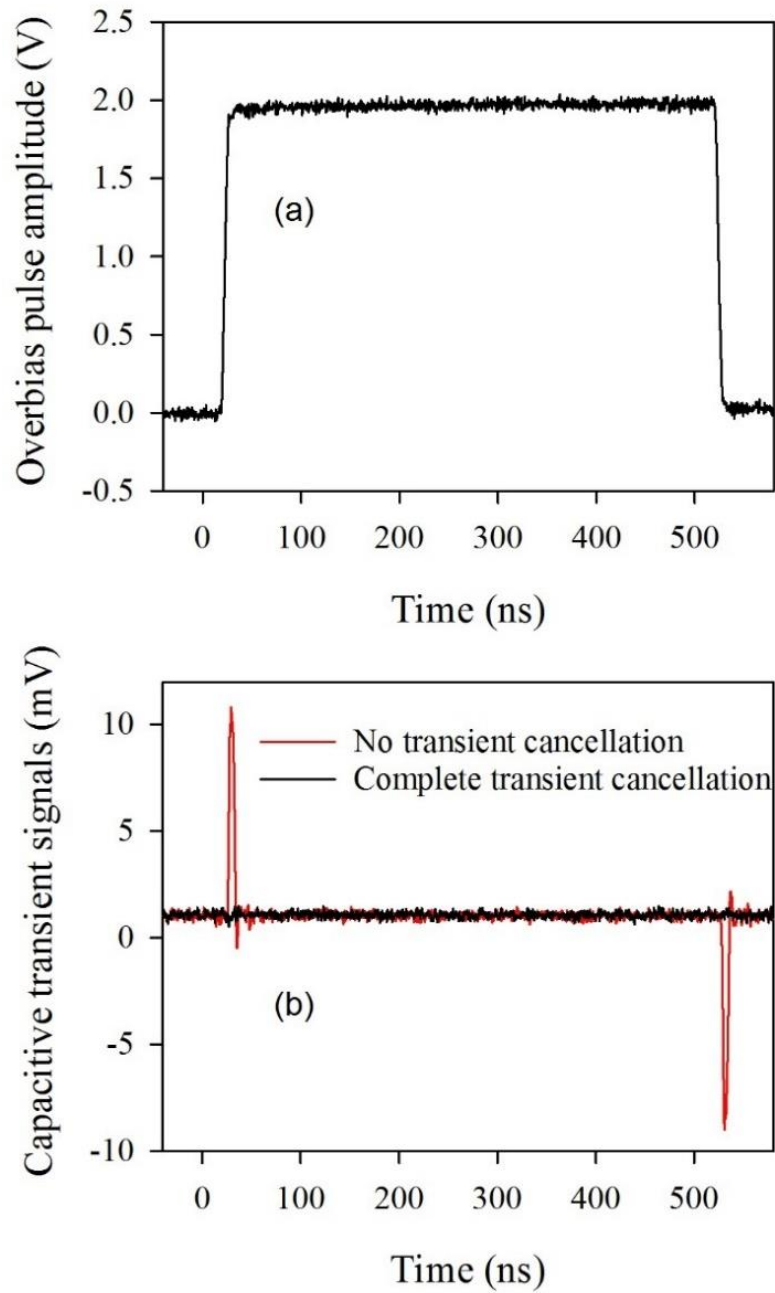 Overbias pulse amplitude (V)
2.5
2.0
1.5
1.0
0.5
0.0
-0.5
(a)
0 100 200 300 400 500
Time (ns)
Capacitive transient signals (mV)
10
5
0
-5
-10
No transient cancellation
Complete transient cancellation
(b)
0 100 200 300 400 500
Time (ns)